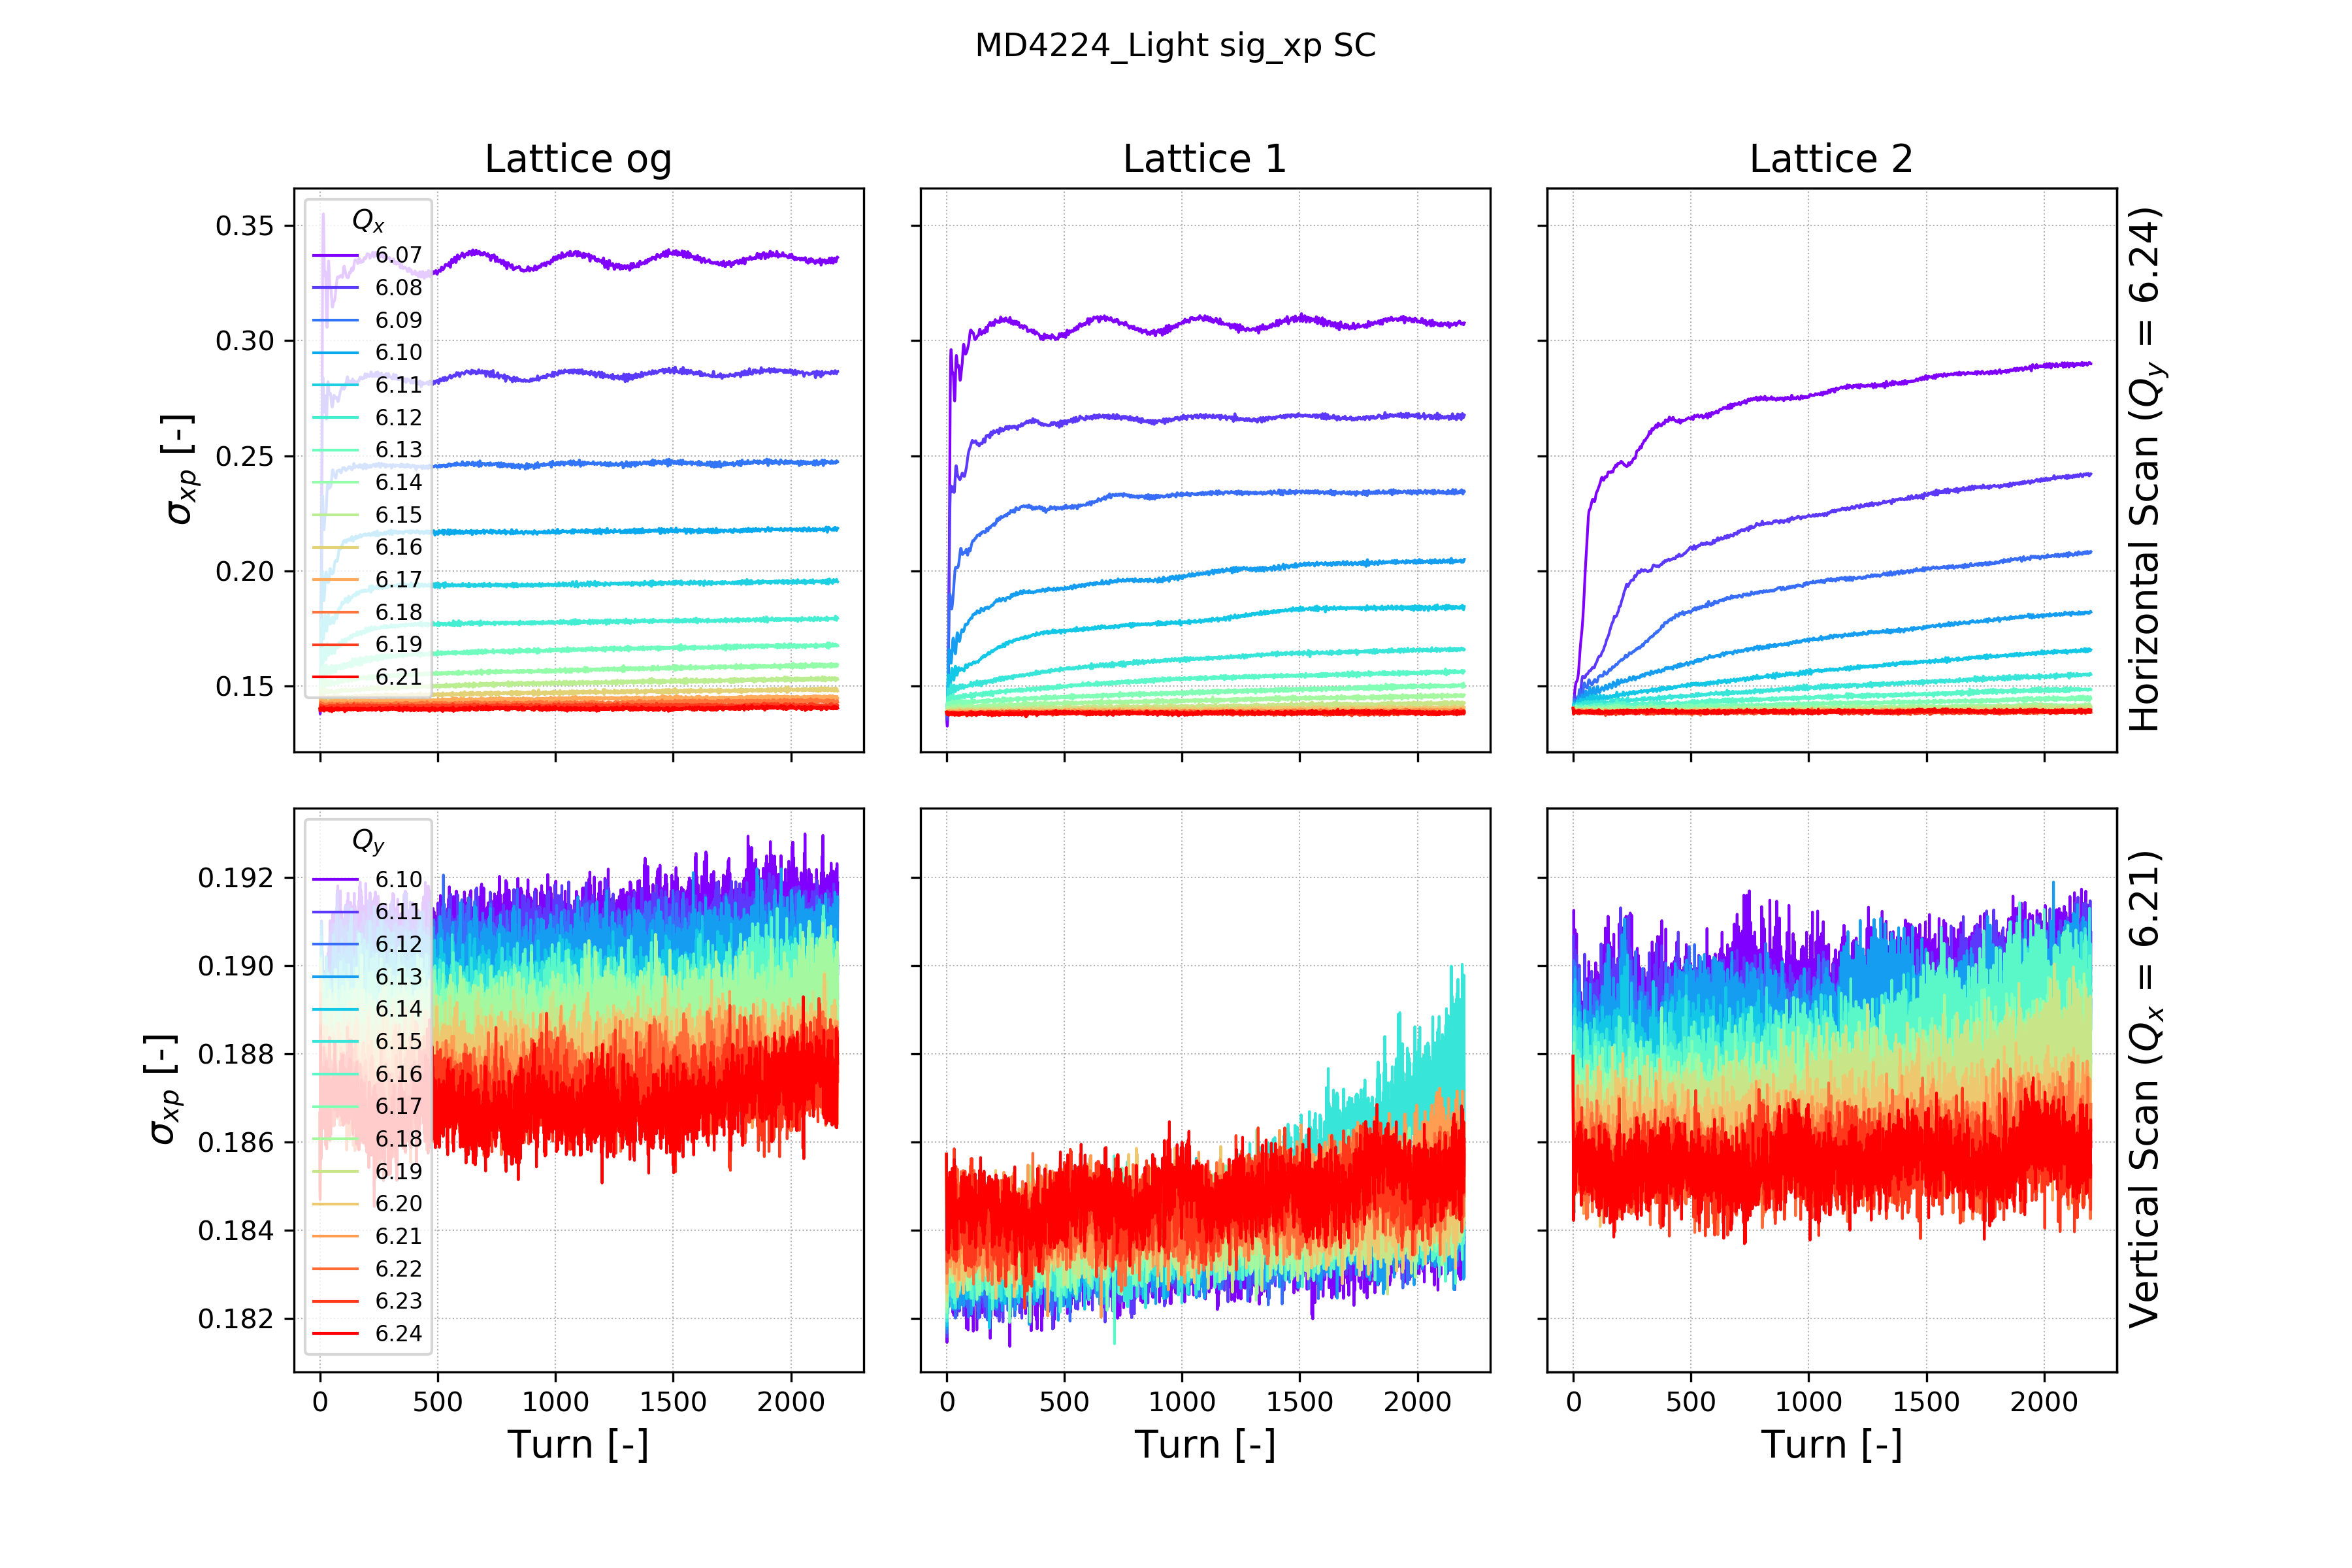 MD4224_Light sig_xp SC
Lattice og
Lattice 1
Lattice 2
σxp [-]
0.35
0.30
0.25
0.20
0.15
Qx
6.07
6.08
6.09
6.10
6.11
6.12
6.13
6.14
6.15
6.16
6.17
6.18
6.19
6.21
Horizontal Scan (Qy = 6.24)
σxp [-]
0.192
0.190
0.188
0.186
0.184
0.182
Qy
6.10
6.11
6.12
6.13
6.14
6.15
6.16
6.17
6.18
6.19
6.20
6.21
6.22
6.23
6.24
Vertical Scan (Qx = 6.21)
0 500 1000 1500 2000
0 500 1000 1500 2000
0 500 1000 1500 2000
Turn [-]
Turn [-]
Turn [-]